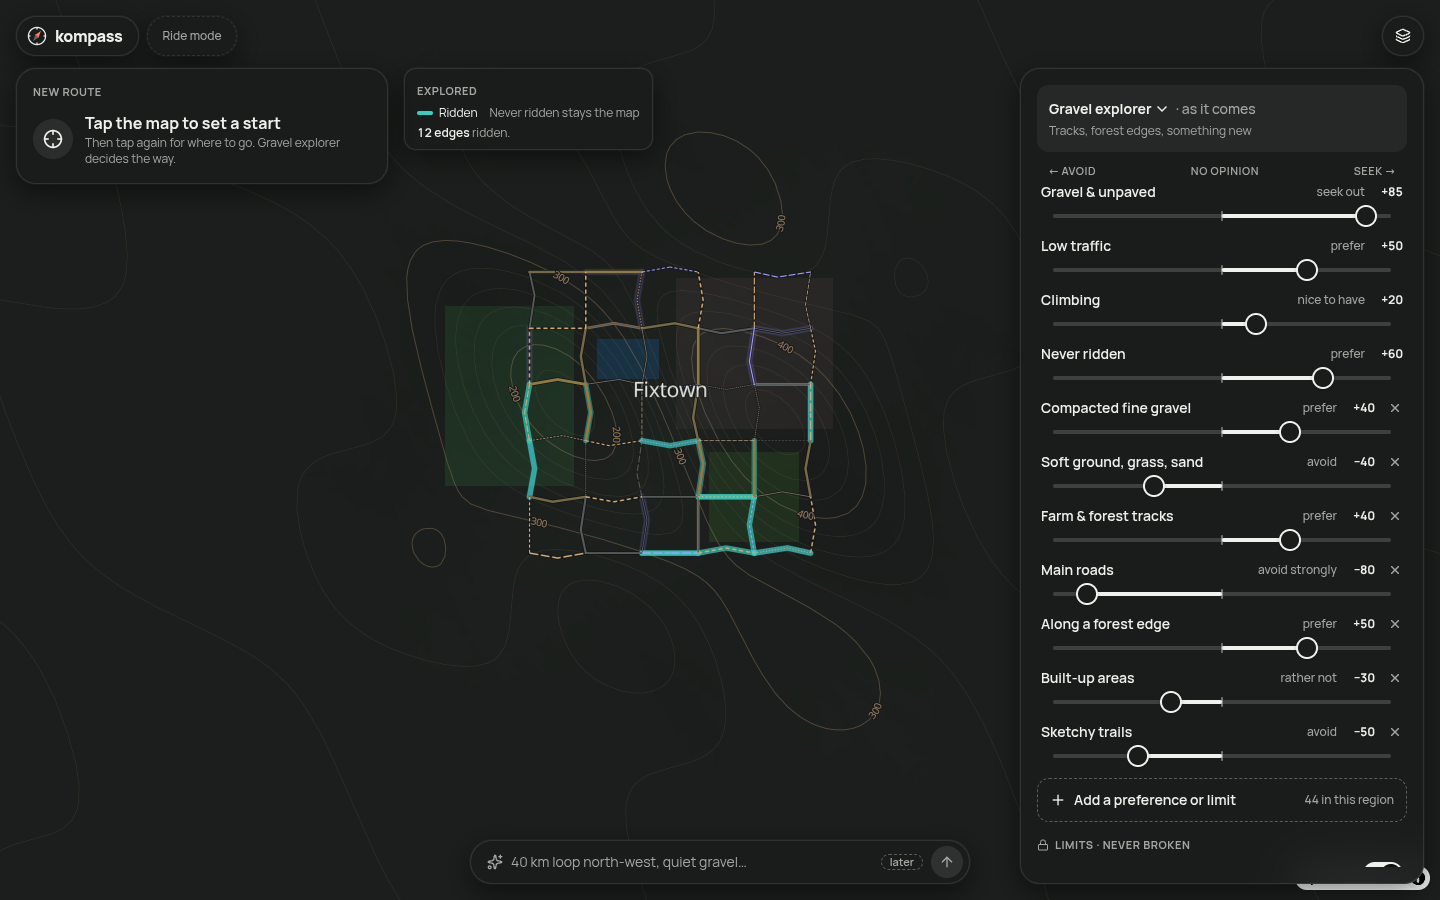 kompass
Ride mode
NEW ROUTE
Tap the map to set a start
Then tap again for where to go. Gravel explorer
decides the way.
EXPLORED
Ridden Never ridden stays the map
12 edges ridden.
300
300
400
200
Fixtown
200
300
300
400
300
40 km loop north-west, quiet gravel...
later
Gravel explorer · as it comes
Tracks, forest edges, something new
← AVOID NO OPINION SEEK →
Gravel & unpaved seek out +85
Low traffic prefer +50
Climbing nice to have +20
Never ridden prefer +60
Compacted fine gravel prefer +40 ×
Soft ground, grass, sand avoid −40 ×
Farm & forest tracks prefer +40 ×
Main roads avoid strongly −80 ×
Along a forest edge prefer +50 ×
Built-up areas rather not −30 ×
Sketchy trails avoid −50 ×
+ Add a preference or limit 44 in this region
LIMITS · NEVER BROKEN